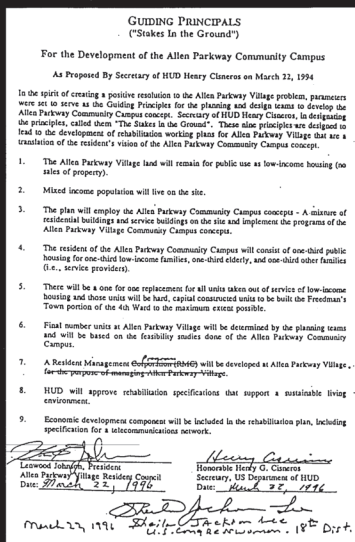 GUIDING PRINCIPALS
("Stakes In the Ground")
For the Development of the Allen Parkway Community Campus
As Proposed By Secretary of HUD Henry Cisneros on March 22, 1994
In the spirit of creating a positive resolution to the Allen Parkway Village problem, parameters
were set to serve as the Guiding Principles for the planning and design teams to develop the
Allen Parkway Community Campus concept. Secretary of HUD Henry Cisneros, in designating
the principles, called them "The Stakes in the Ground". These nine principles are designed to
lead to the development of rehabilitation working plans for Allen Parkway Village that are a
translation of the resident's vision of the Allen Parkway Community Campus concept.
1. The Allen Parkway Village land will remain for public use as low-income housing (no
sales of property).
2. Mixed income population will live on the site.
3. The plan will employ the Allen Parkway Community Campus concepts - A mixture of
residential buildings and service buildings on the site and implement the programs of the
Allen Parkway Village Community Campus concepts.
4. The resident of the Allen Parkway Community Campus will consist of one-third public
housing for one-third low-income families, one-third elderly, and one-third other families
(i.e., service providers).
5. There will be a one for one replacement for all units taken out of service of low-income
housing and those units will be hard, capital constructed units to be built the Freedman's
Town portion of the 4th Ward to the maximum extent possible.
6. Final number units at Allen Parkway Village will be determined by the planning teams
and will be based on the feasibility studies done of the Allen Parkway Community
Campus.
Program
7. A Resident Management Corporation (RMC) will be developed at Allen Parkway Village,
for the purpose of managing Allen Parkway Village.
8. HUD will approve rehabilitation specifications that support a sustainable living
environment.
9. Economic development component will be included in the rehabilitation plan, including
specification for a telecommunications network.
Henry Cisneros
Lenwood Johnson, President
Allen Parkway Village Resident Council
Date: March 22, 1996
Honorable Henry G. Cisneros
Secretary, US Department of HUD
Date: March 22, 1996
Sheila Jackson Lee
March 22, 1996 Sheila Jackson Lee
U.S. Congresswoman - 18th Dist.